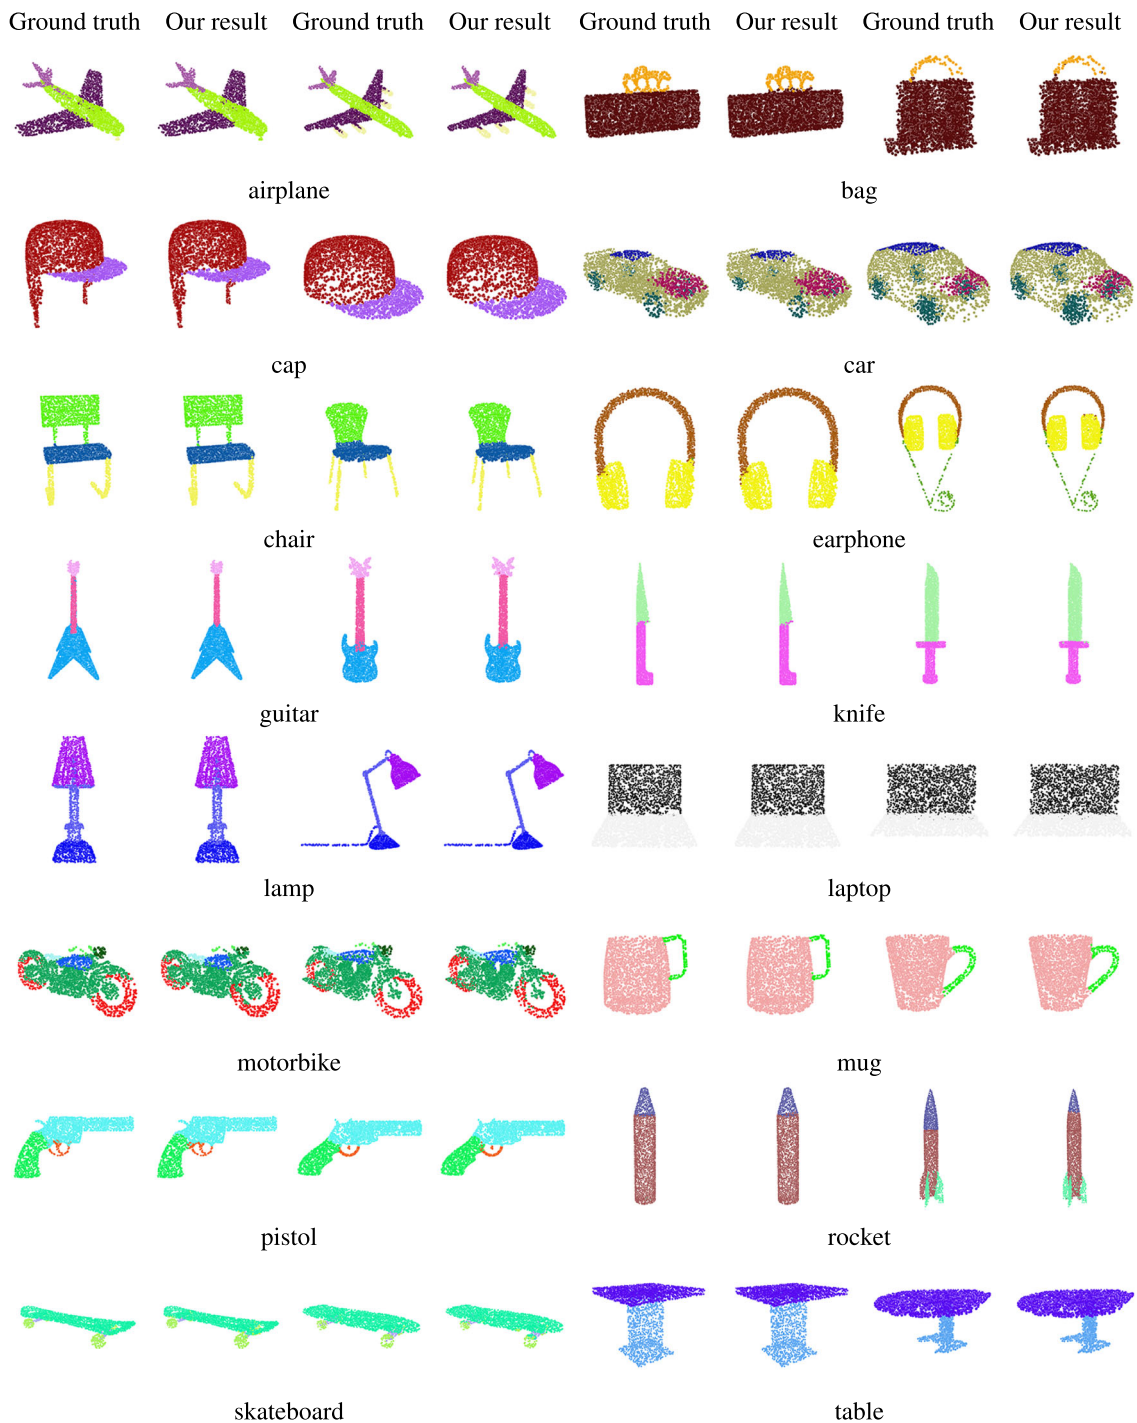 Ground truth Our result Ground truth Our result Ground truth Our result Ground truth Our result
airplane bag
cap car
chair earphone
guitar knife
lamp laptop
motorbike mug
pistol rocket
skateboard table